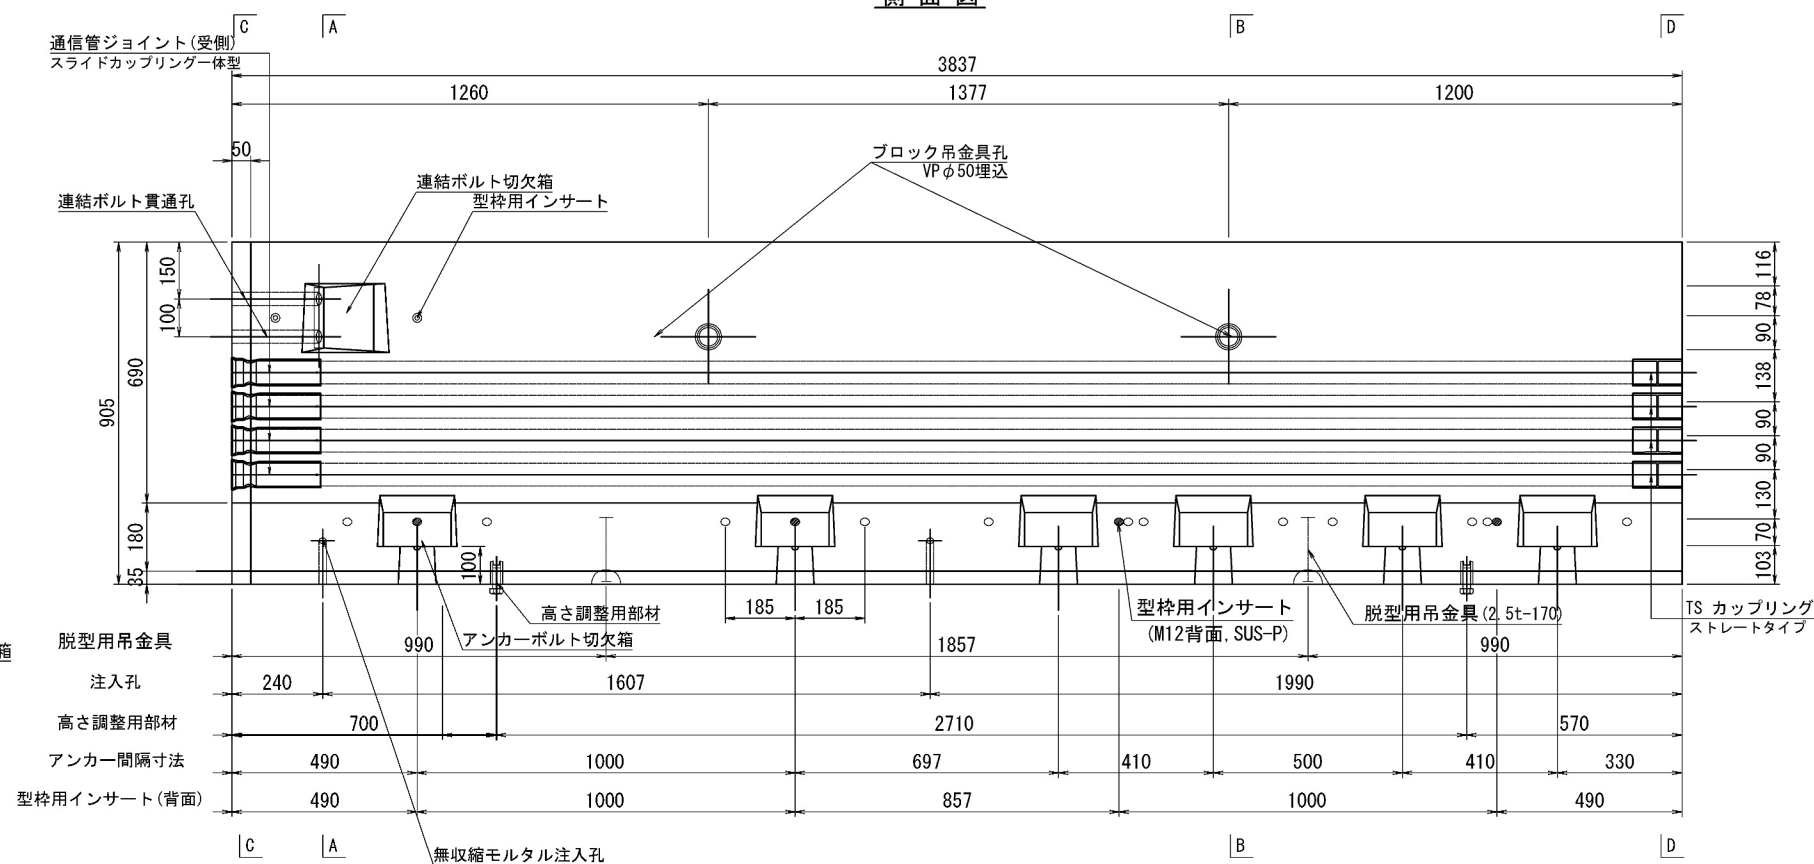 側面図
C
A
B
D
通信管ジョイント(受側)
スライドカップリング一体型
3837
1260
1377
1200
50
ブロック吊金具孔
VPφ50埋込
連結ボルト切欠箱
型枠用インサート
連結ボルト貫通孔
150
100
690
905
180
35
116
78
90
138
90
90
130
70
103
100
185
185
高さ調整用部材
アンカーボルト切欠箱
型枠用インサート
(M12背面,SUS-P)
脱型用吊金具(2.5t-170)
TS カップリング
ストレートタイプ
箱
脱型用吊金具
990
1857
990
注入孔
240
1607
1990
高さ調整用部材
700
2710
570
アンカー間隔寸法
490
1000
697
410
500
410
330
型枠用インサート(背面)
490
1000
857
1000
490
C
A
B
D
無収縮モルタル注入孔